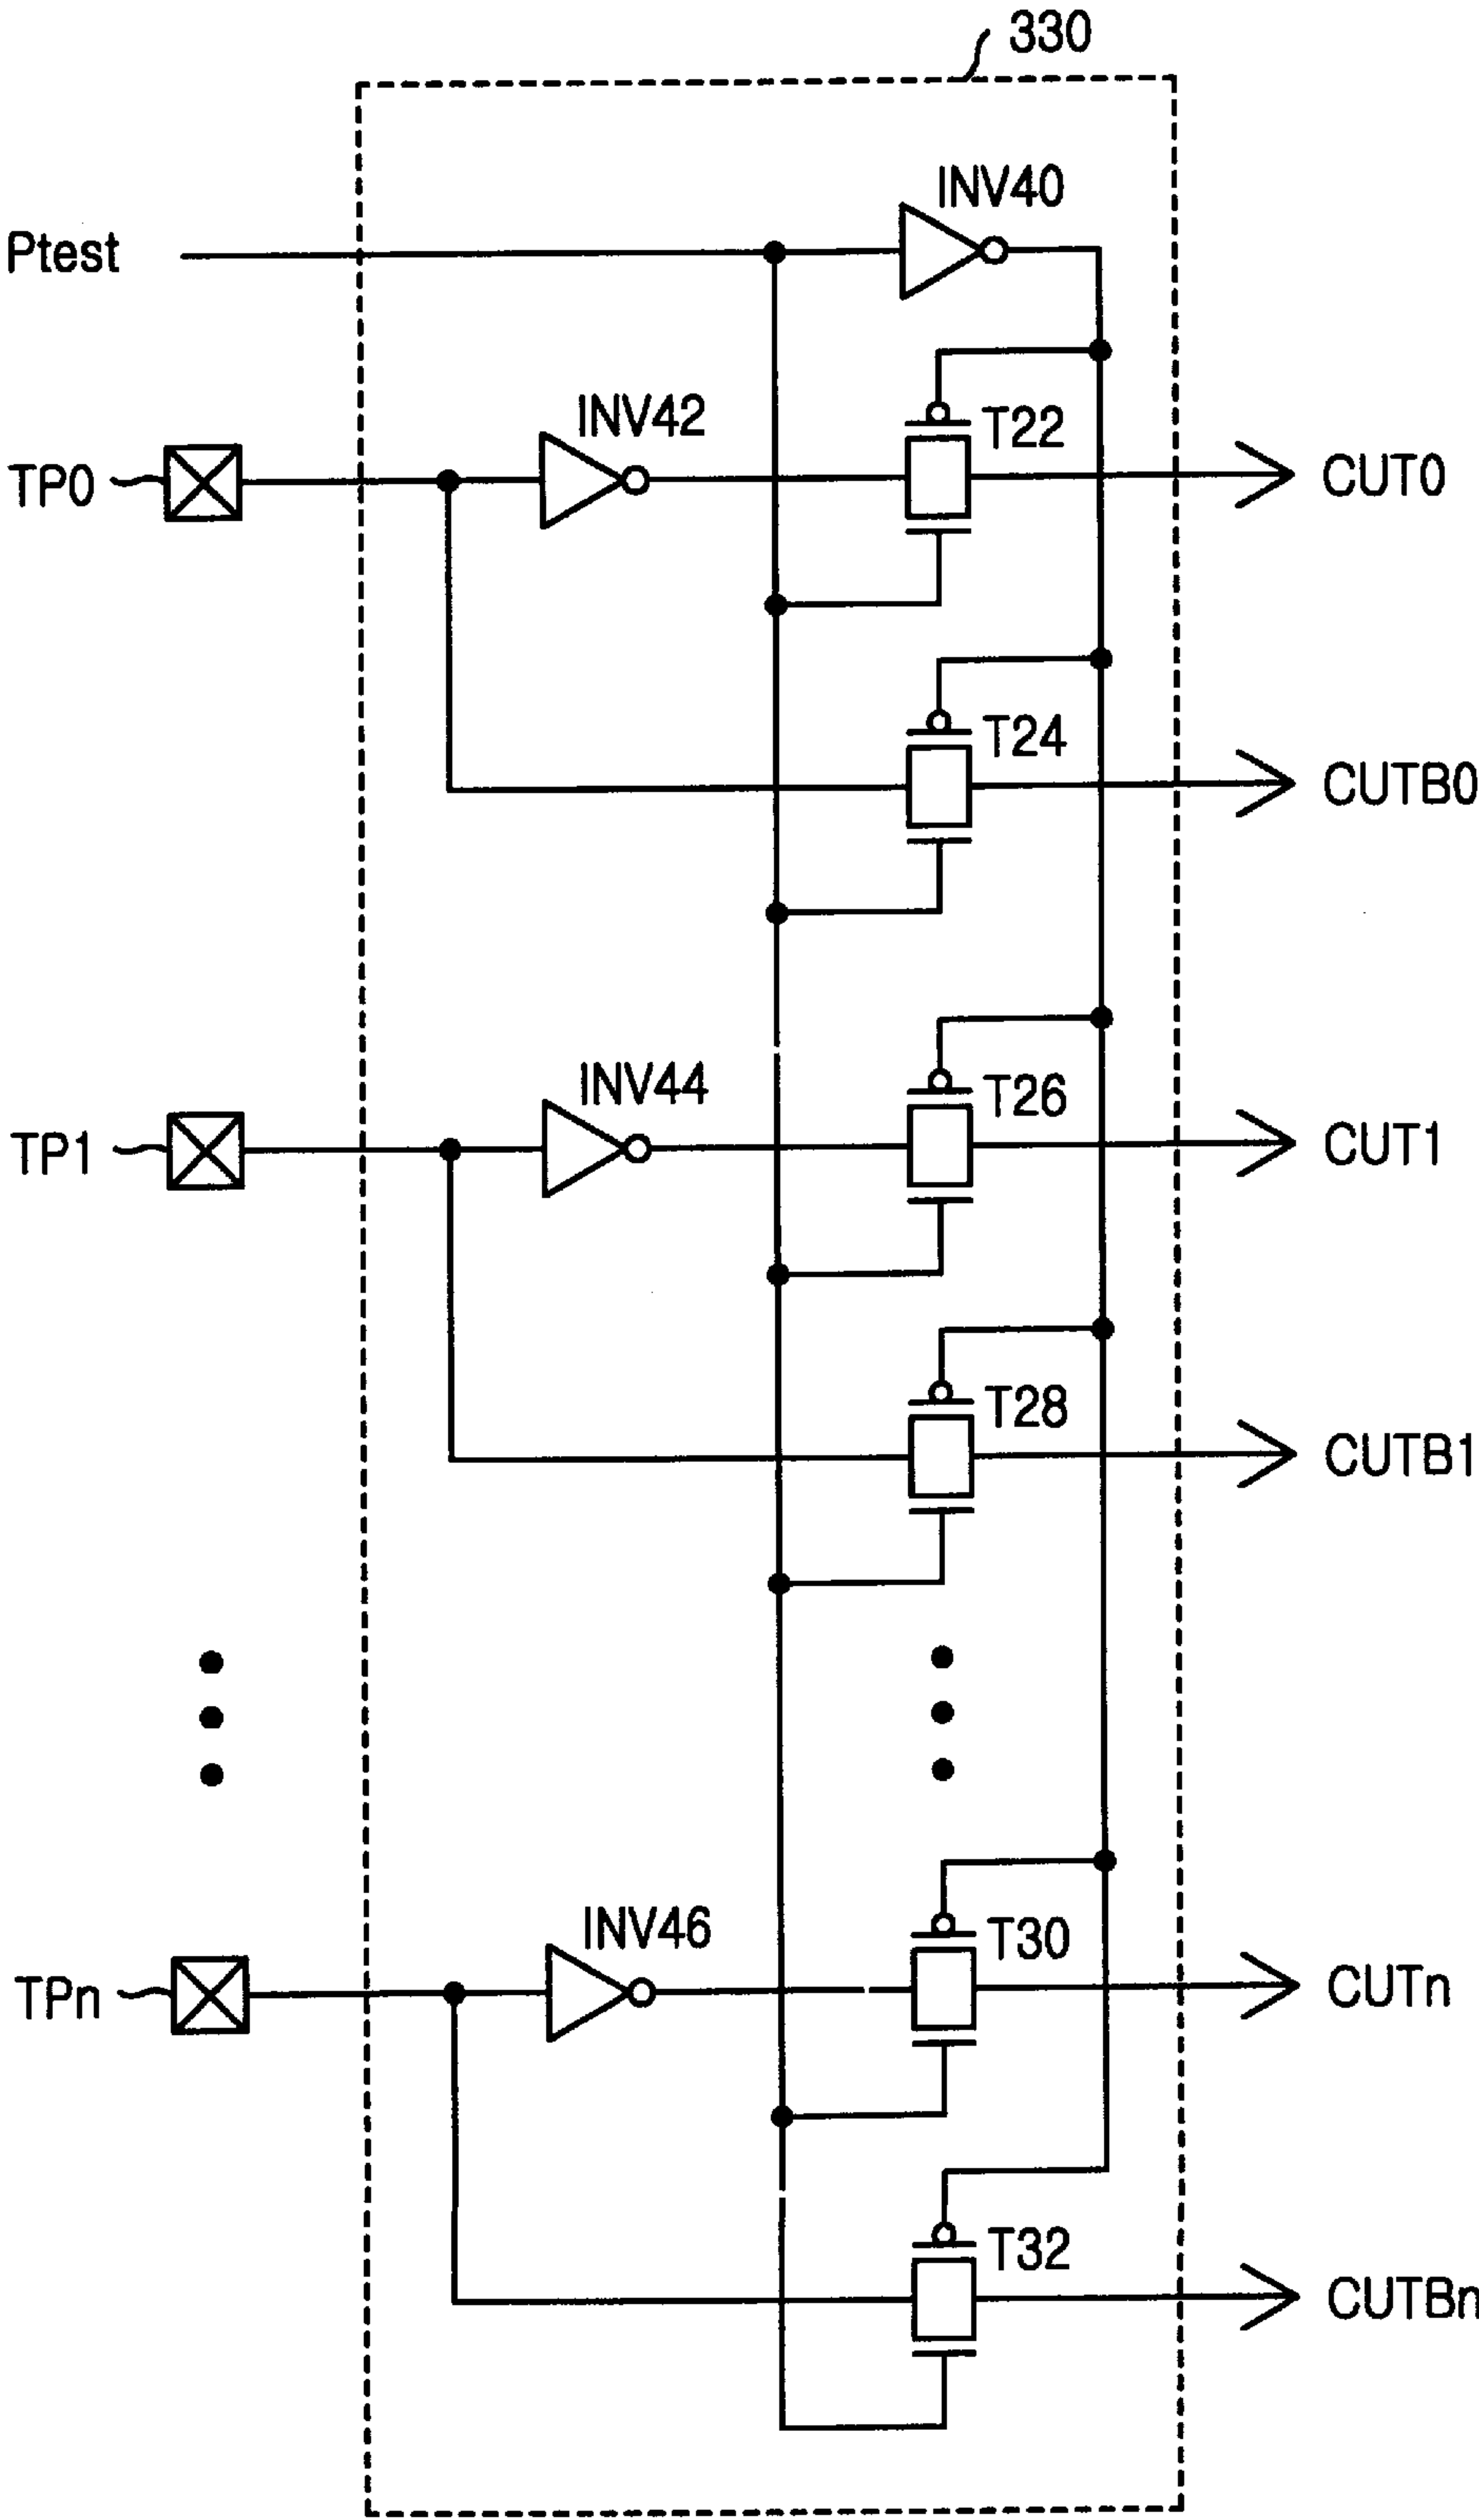 330
INV40
Ptest
INV42
T22
TP0
CUT0
T24
CUTB0
INV44
T26
TP1
CUT1
T28
CUTB1
INV46
T30
TPn
CUTn
T32
CUTBn